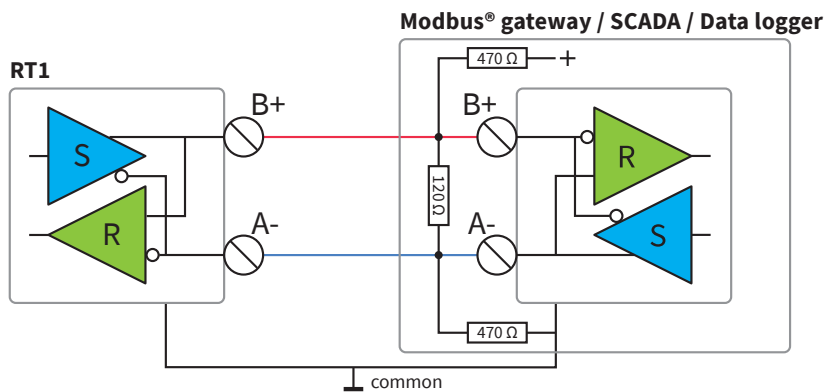 Modbus® gateway / SCADA / Data logger
470 Ω +
RT1
B+ B+
S R
120 Ω
R S
A- A-
470 Ω
common